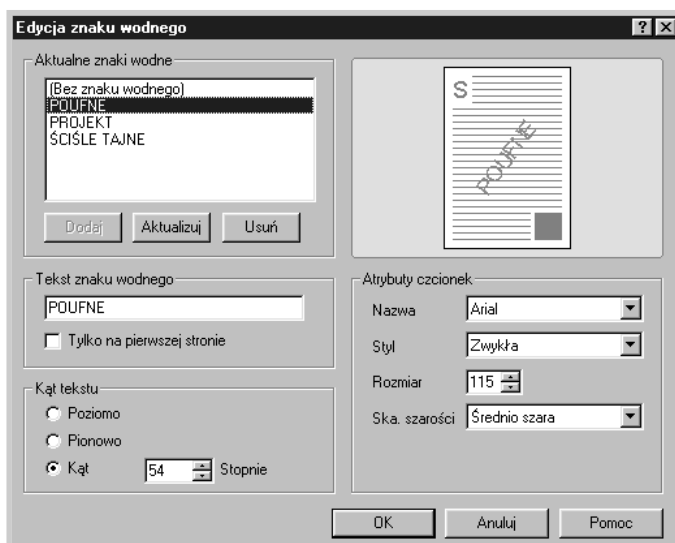 Edycja znaku wodnego
Aktualne znaki wodne
(Bez znaku wodnego)
POUFNE
PROJEKT
ŚCIŚLE TAJNE
Dodaj Aktualizuj Usuń
S
POUFNE
Tekst znaku wodnego
POUFNE
Tylko na pierwszej stronie
Kąt tekstu
Poziomo
Pionowo
Kąt 54 Stopnie
Atrybuty czcionek
Nazwa Arial
Styl Zwykła
Rozmiar 115
Ska. szarości Średnio szara
OK Anuluj Pomoc